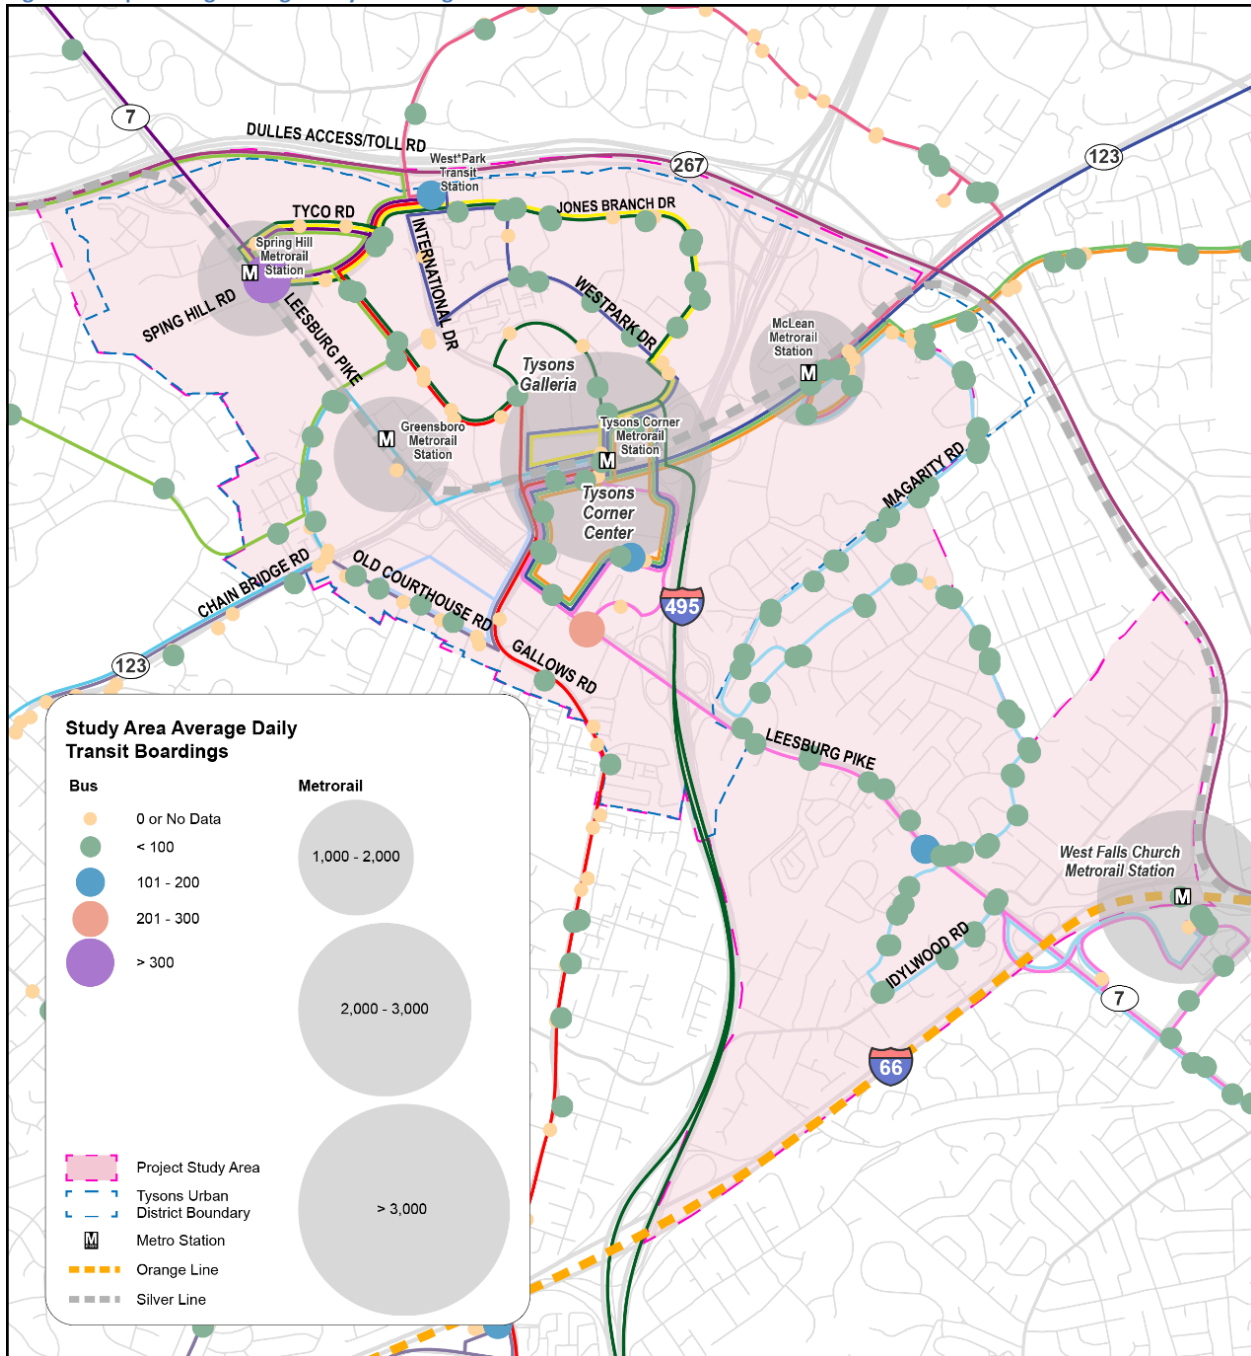 7
DULLES ACCESS/TOLL RD
West*Park
Transit
Station
267
123
TYCO RD
JONES BRANCH DR
Spring Hill
Metrorail
Station
M
INTERNATIONAL DR
SPING HILL RD
LEESBURG PIKE
WESTPARK DR
McLean
Metrorail
Station
M
Tysons
Galleria
Greensboro
Metrorail
Station
M
Tysons Corner
Metrorail
Station
M
Tysons
Corner
Center
MAGARITY RD
CHAIN BRIDGE RD
OLD COURTHOUSE RD
495
123
GALLOWS RD
LEESBURG PIKE
West Falls Church
Metrorail Station
M
IDYLWOOD RD
7
66
Study Area Average Daily
Transit Boardings
Bus
Metrorail
0 or No Data
< 100
101 - 200
201 - 300
> 300
1,000 - 2,000
2,000 - 3,000
> 3,000
Project Study Area
Tysons Urban
District Boundary
M
Metro Station
Orange Line
Silver Line